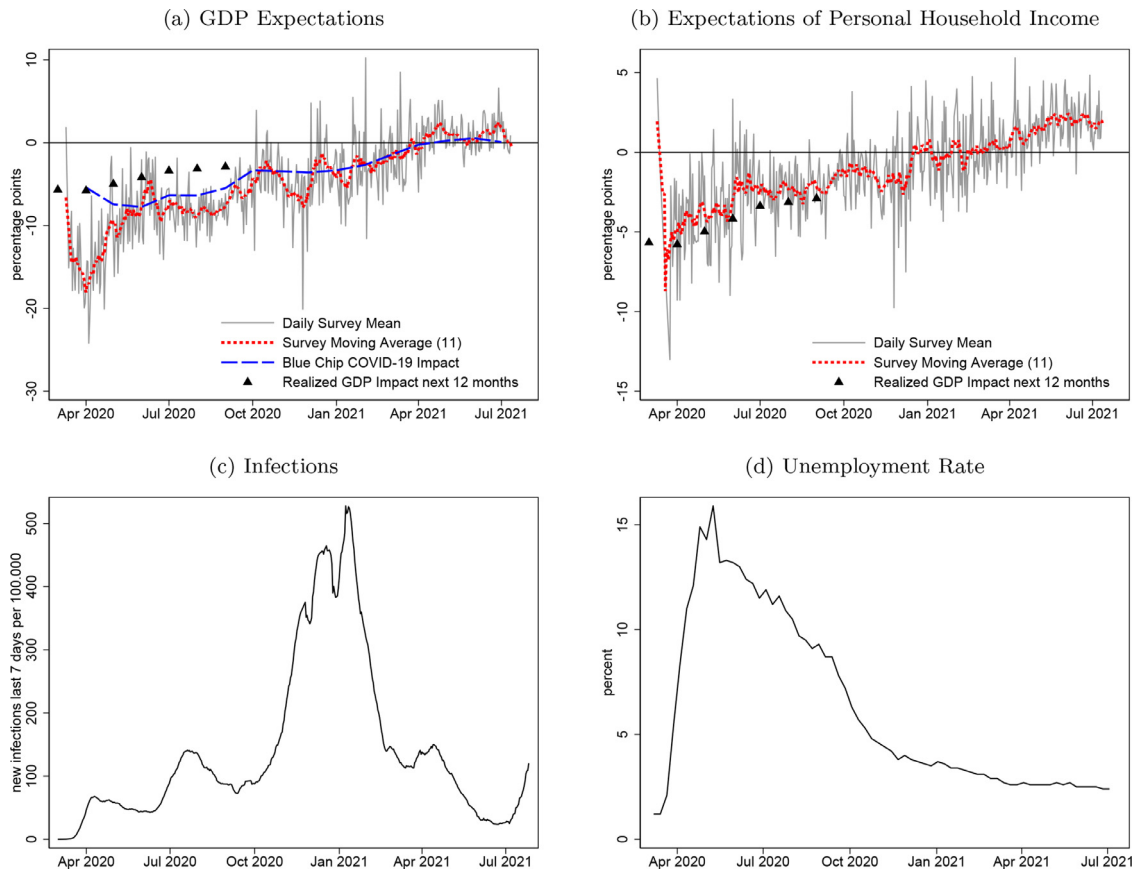 (a) GDP Expectations
percentage points
10
0
-10
-20
-30
Daily Survey Mean
Survey Moving Average (11)
Blue Chip COVID-19 Impact
Realized GDP Impact next 12 months
Apr 2020 Jul 2020 Oct 2020 Jan 2021 Apr 2021 Jul 2021
(b) Expectations of Personal Household Income
percentage points
5
0
-5
-10
-15
Daily Survey Mean
Survey Moving Average (11)
Realized GDP Impact next 12 months
Apr 2020 Jul 2020 Oct 2020 Jan 2021 Apr 2021 Jul 2021
(c) Infections
new infections last 7 days per 100.000
500
400
300
200
100
0
Apr 2020 Jul 2020 Oct 2020 Jan 2021 Apr 2021 Jul 2021
(d) Unemployment Rate
percent
15
10
5
0
Apr 2020 Jul 2020 Oct 2020 Jan 2021 Apr 2021 Jul 2021